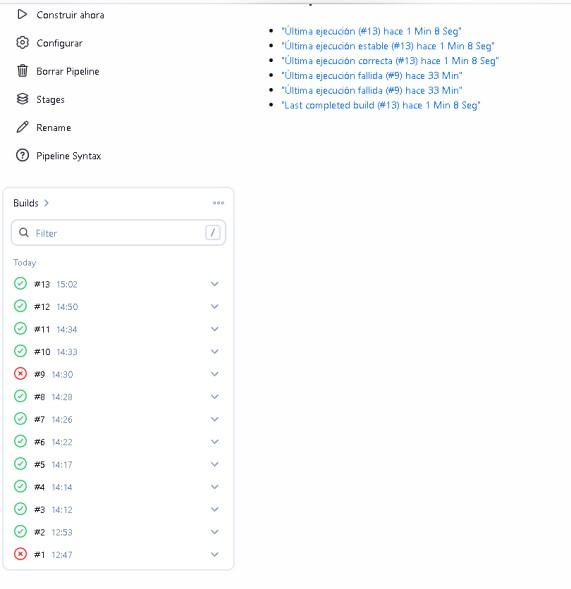 Construir ahora
Configurar
Borrar Pipeline
Stages
Rename
Pipeline Syntax
"Última ejecución (#13) hace 1 Min 8 Seg"
"Última ejecución estable (#13) hace 1 Min 8 Seg"
"Última ejecución correcta (#13) hace 1 Min 8 Seg"
"Última ejecución fallida (#9) hace 33 Min"
"Última ejecución fallida (#9) hace 33 Min"
"Last completed build (#13) hace 1 Min 8 Seg"
Builds
Filter /
Today
#13 15:02
#12 14:50
#11 14:34
#10 14:33
#9 14:30
#8 14:28
#7 14:26
#6 14:22
#5 14:17
#4 14:14
#3 14:12
#2 12:53
#1 12:47